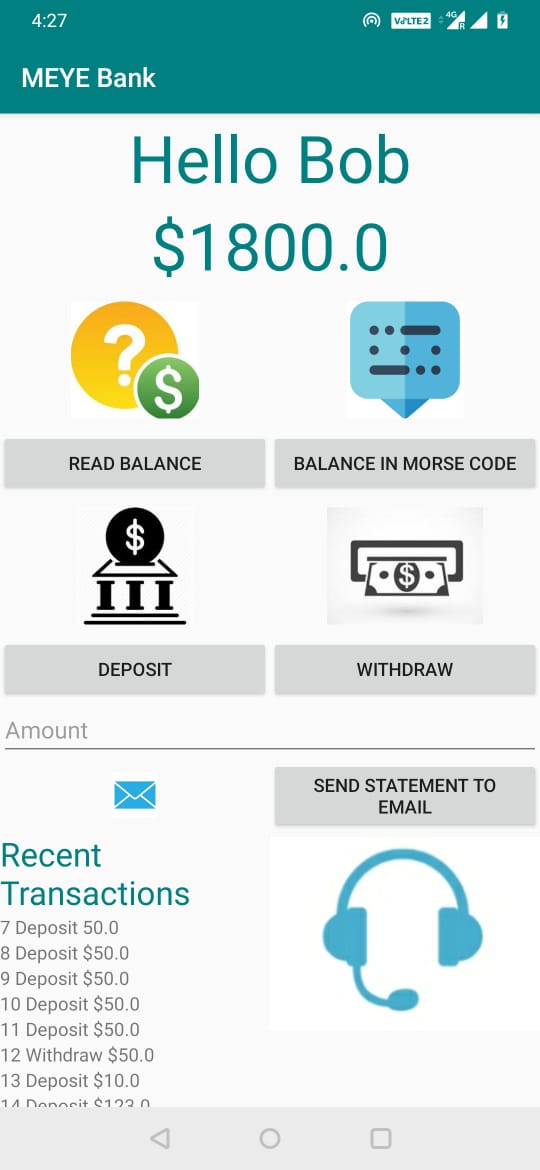 4:27
VoLTE2 4G R
MEYE Bank
Hello Bob
$1800.0
READ BALANCE
BALANCE IN MORSE CODE
DEPOSIT
WITHDRAW
Amount
SEND STATEMENT TO
EMAIL
Recent
Transactions
7 Deposit 50.0
8 Deposit $50.0
9 Deposit $50.0
10 Deposit $50.0
11 Deposit $50.0
12 Withdraw $50.0
13 Deposit $10.0
14 Deposit $123.0